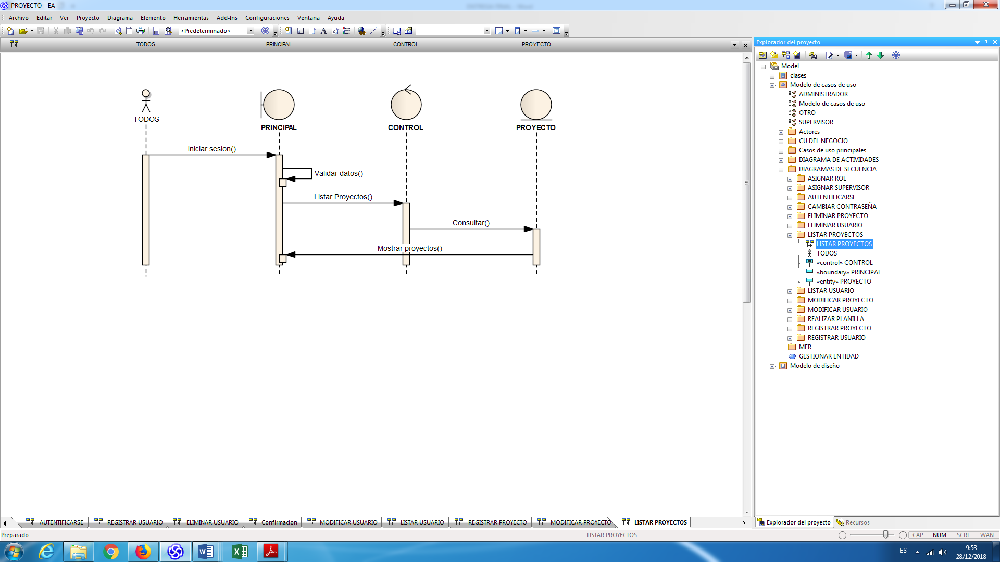 PROYECTO - EA
Archivo Editar Ver Proyecto Diagrama Elemento Herramientas Add-Ins Configuraciones Ventana Ayuda
<Predeterminado>
TODOS PRINCIPAL CONTROL PROYECTO
TODOS
PRINCIPAL CONTROL PROYECTO
Iniciar sesion()
Validar datos()
Listar Proyectos()
Consultar()
Mostrar proyectos()
Explorador del proyecto
Model
clases
Modelo de casos de uso
ADMINISTRADOR
Modelo de casos de uso
OTRO
SUPERVISOR
Actores
CU DEL NEGOCIO
Casos de uso principales
DIAGRAMA DE ACTIVIDADES
DIAGRAMAS DE SECUENCIA
ASIGNAR ROL
ASIGNAR SUPERVISOR
AUTENTIFICARSE
CAMBIAR CONTRASEÑA
ELIMINAR PROYECTO
ELIMINAR USUARIO
LISTAR PROYECTOS
LISTAR PROYECTOS
TODOS
«control» CONTROL
«boundary» PRINCIPAL
«entity» PROYECTO
LISTAR USUARIO
MODIFICAR PROYECTO
MODIFICAR USUARIO
REALIZAR PLANILLA
REGISTRAR PROYECTO
REGISTRAR USUARIO
MER
GESTIONAR ENTIDAD
Modelo de diseño
AUTENTIFICARSE REGISTRAR USUARIO ELIMINAR USUARIO Confirmacion MODIFICAR USUARIO LISTAR USUARIO REGISTRAR PROYECTO MODIFICAR PROYECTO LISTAR PROYECTOS
Explorador del proyecto Recursos
Preparado LISTAR PROYECTOS CAP NUM SCRL WAN
ES 9:53
28/12/2018